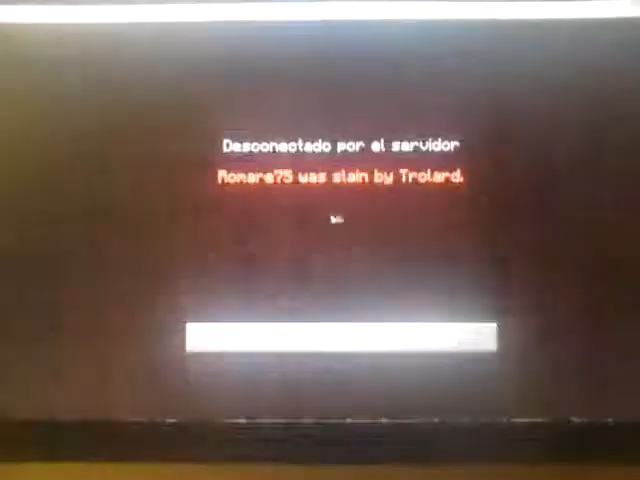 Desconectado por el servidor
Romare75 was slain by Trolard.